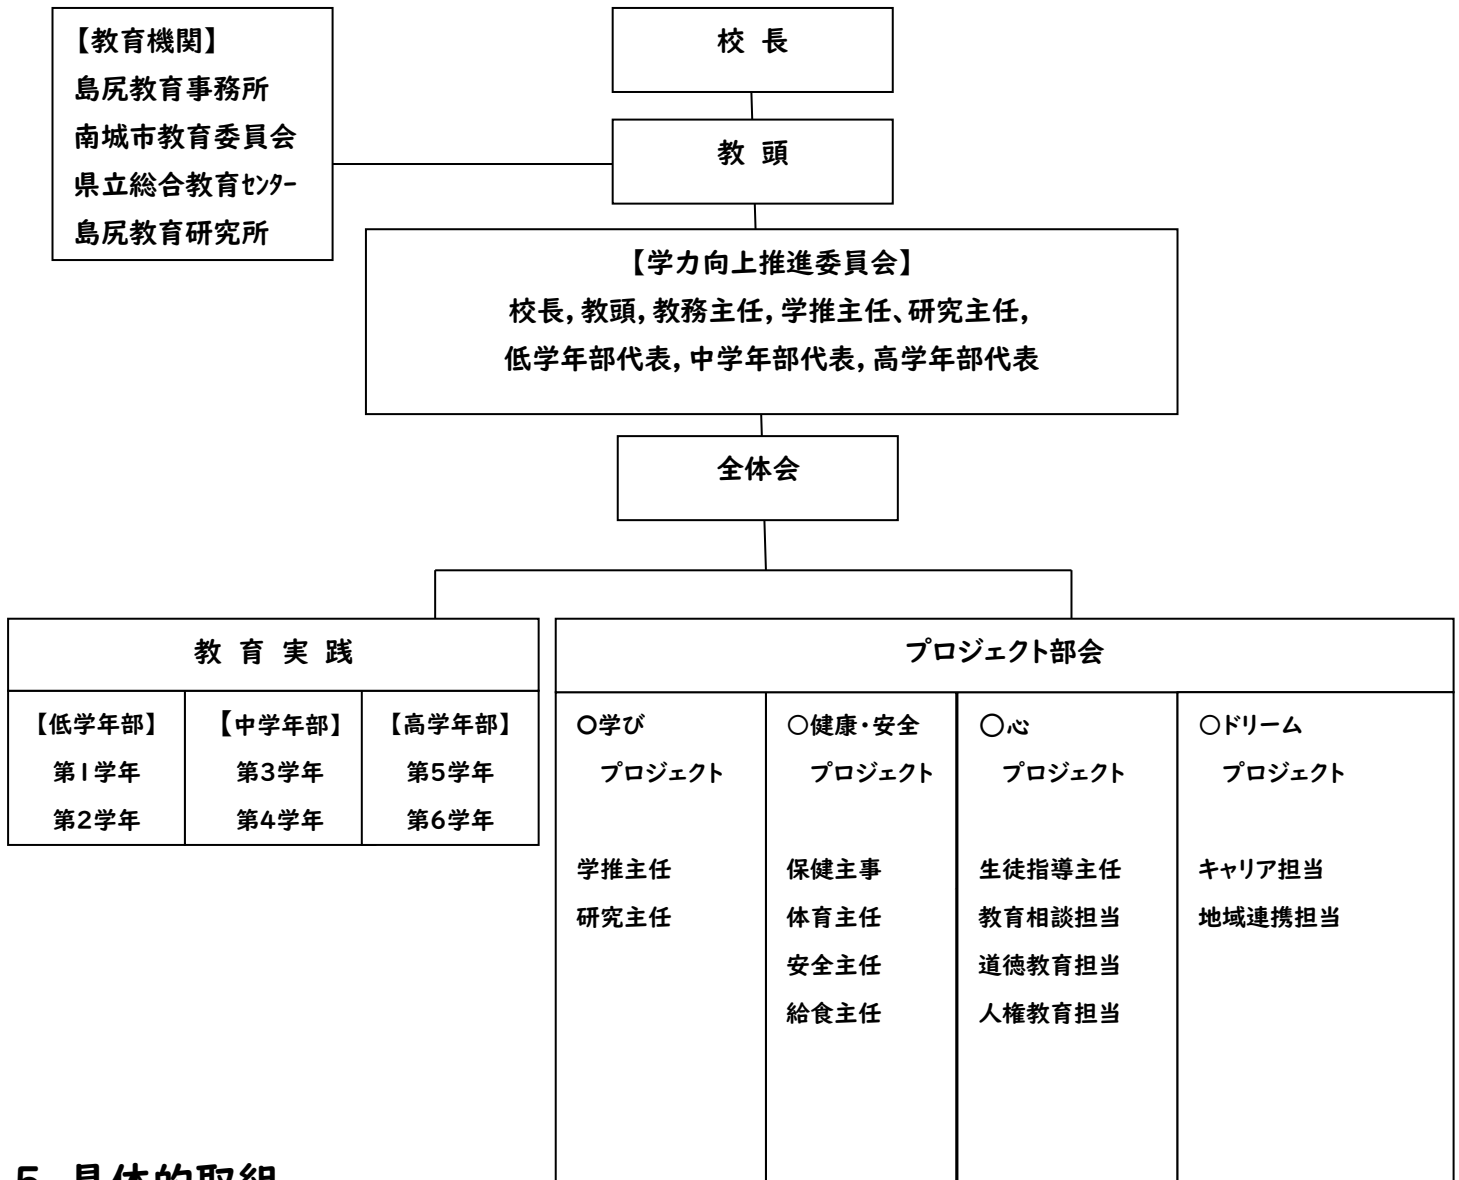 【教育機関】
島尻教育事務所
南城市教育委員会
県立総合教育ｾﾝﾀｰ
島尻教育研究所
校 長
教 頭
【学力向上推進委員会】
校長，教頭，教務主任，学推主任、研究主任，
低学年部代表，中学年部代表，高学年部代表
全体会
教 育 実 践
【低学年部】
第1学年
第2学年
【中学年部】
第3学年
第4学年
【高学年部】
第5学年
第6学年
プロジェクト部会
○学び
プロジェクト
学推主任
研究主任
○健康・安全
プロジェクト
保健主事
体育主任
安全主任
給食主任
○心
プロジェクト
生徒指導主任
教育相談担当
道徳教育担当
人権教育担当
○ドリーム
プロジェクト
キャリア担当
地域連携担当
5 具体的取組